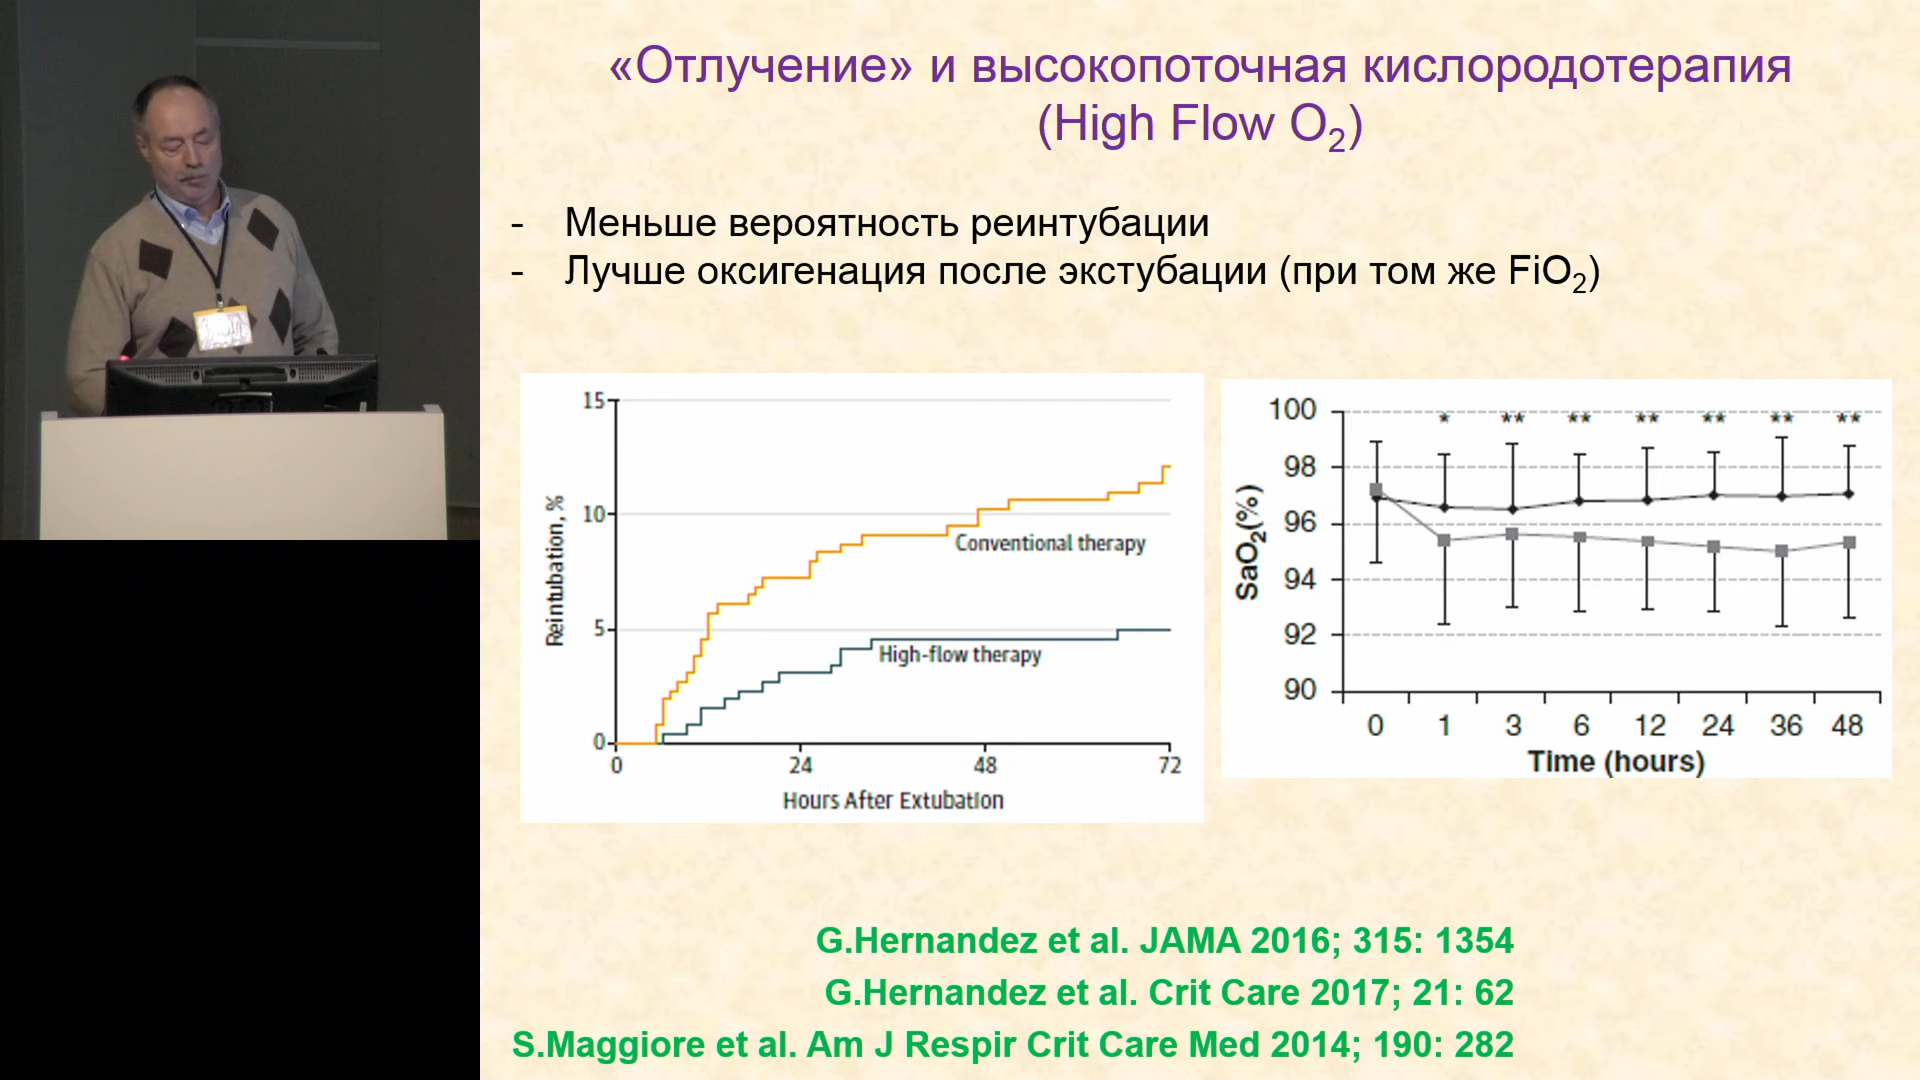 «Отлучение» и высокопоточная кислородотерапия
(High Flow O₂)
- Меньше вероятность реинтубации
- Лучше оксигенация после экстубации (при том же FiO₂)
15
10
5
0
Reintubation, %
Conventional therapy
High-flow therapy
0 24 48 72
Hours After Extubation
100
98
96
94
92
90
SaO₂(%)
* ** ** ** ** ** **
0 1 3 6 12 24 36 48
Time (hours)
G.Hernandez et al. JAMA 2016; 315: 1354
G.Hernandez et al. Crit Care 2017; 21: 62
S.Maggiore et al. Am J Respir Crit Care Med 2014; 190: 282